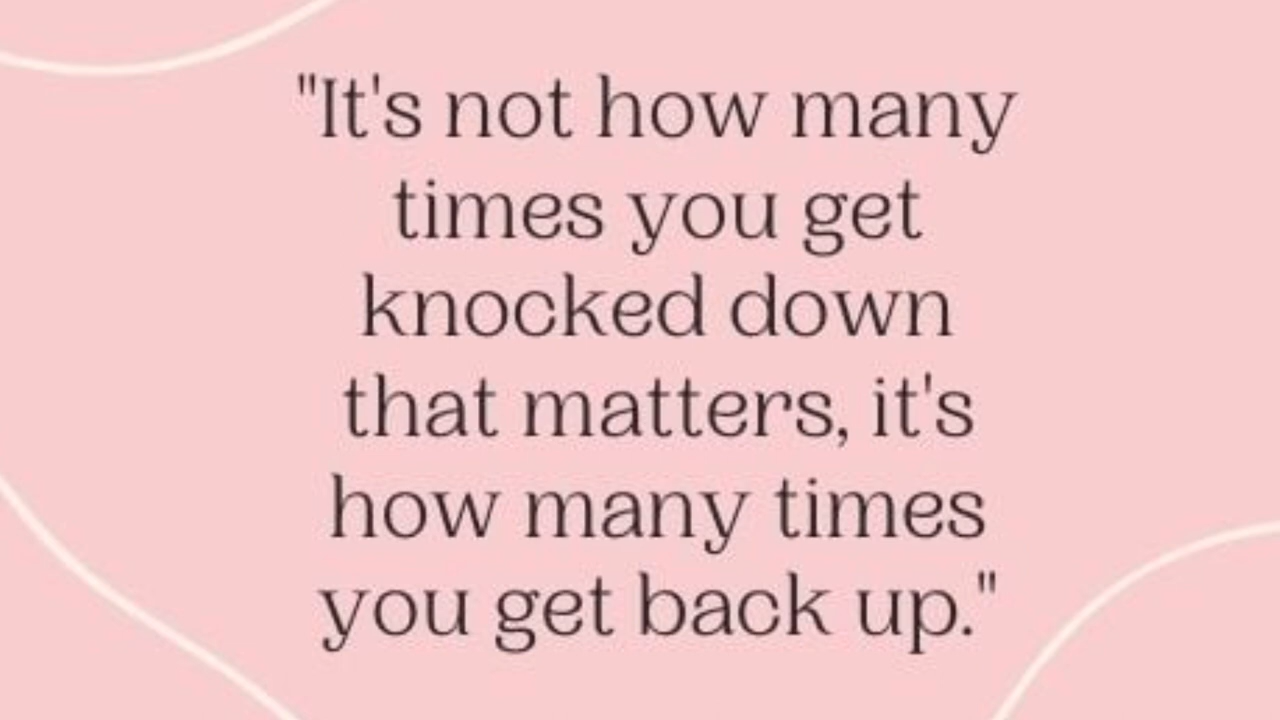 "It's not how many
times you get
knocked down
that matters, it's
how many times
you get back up."